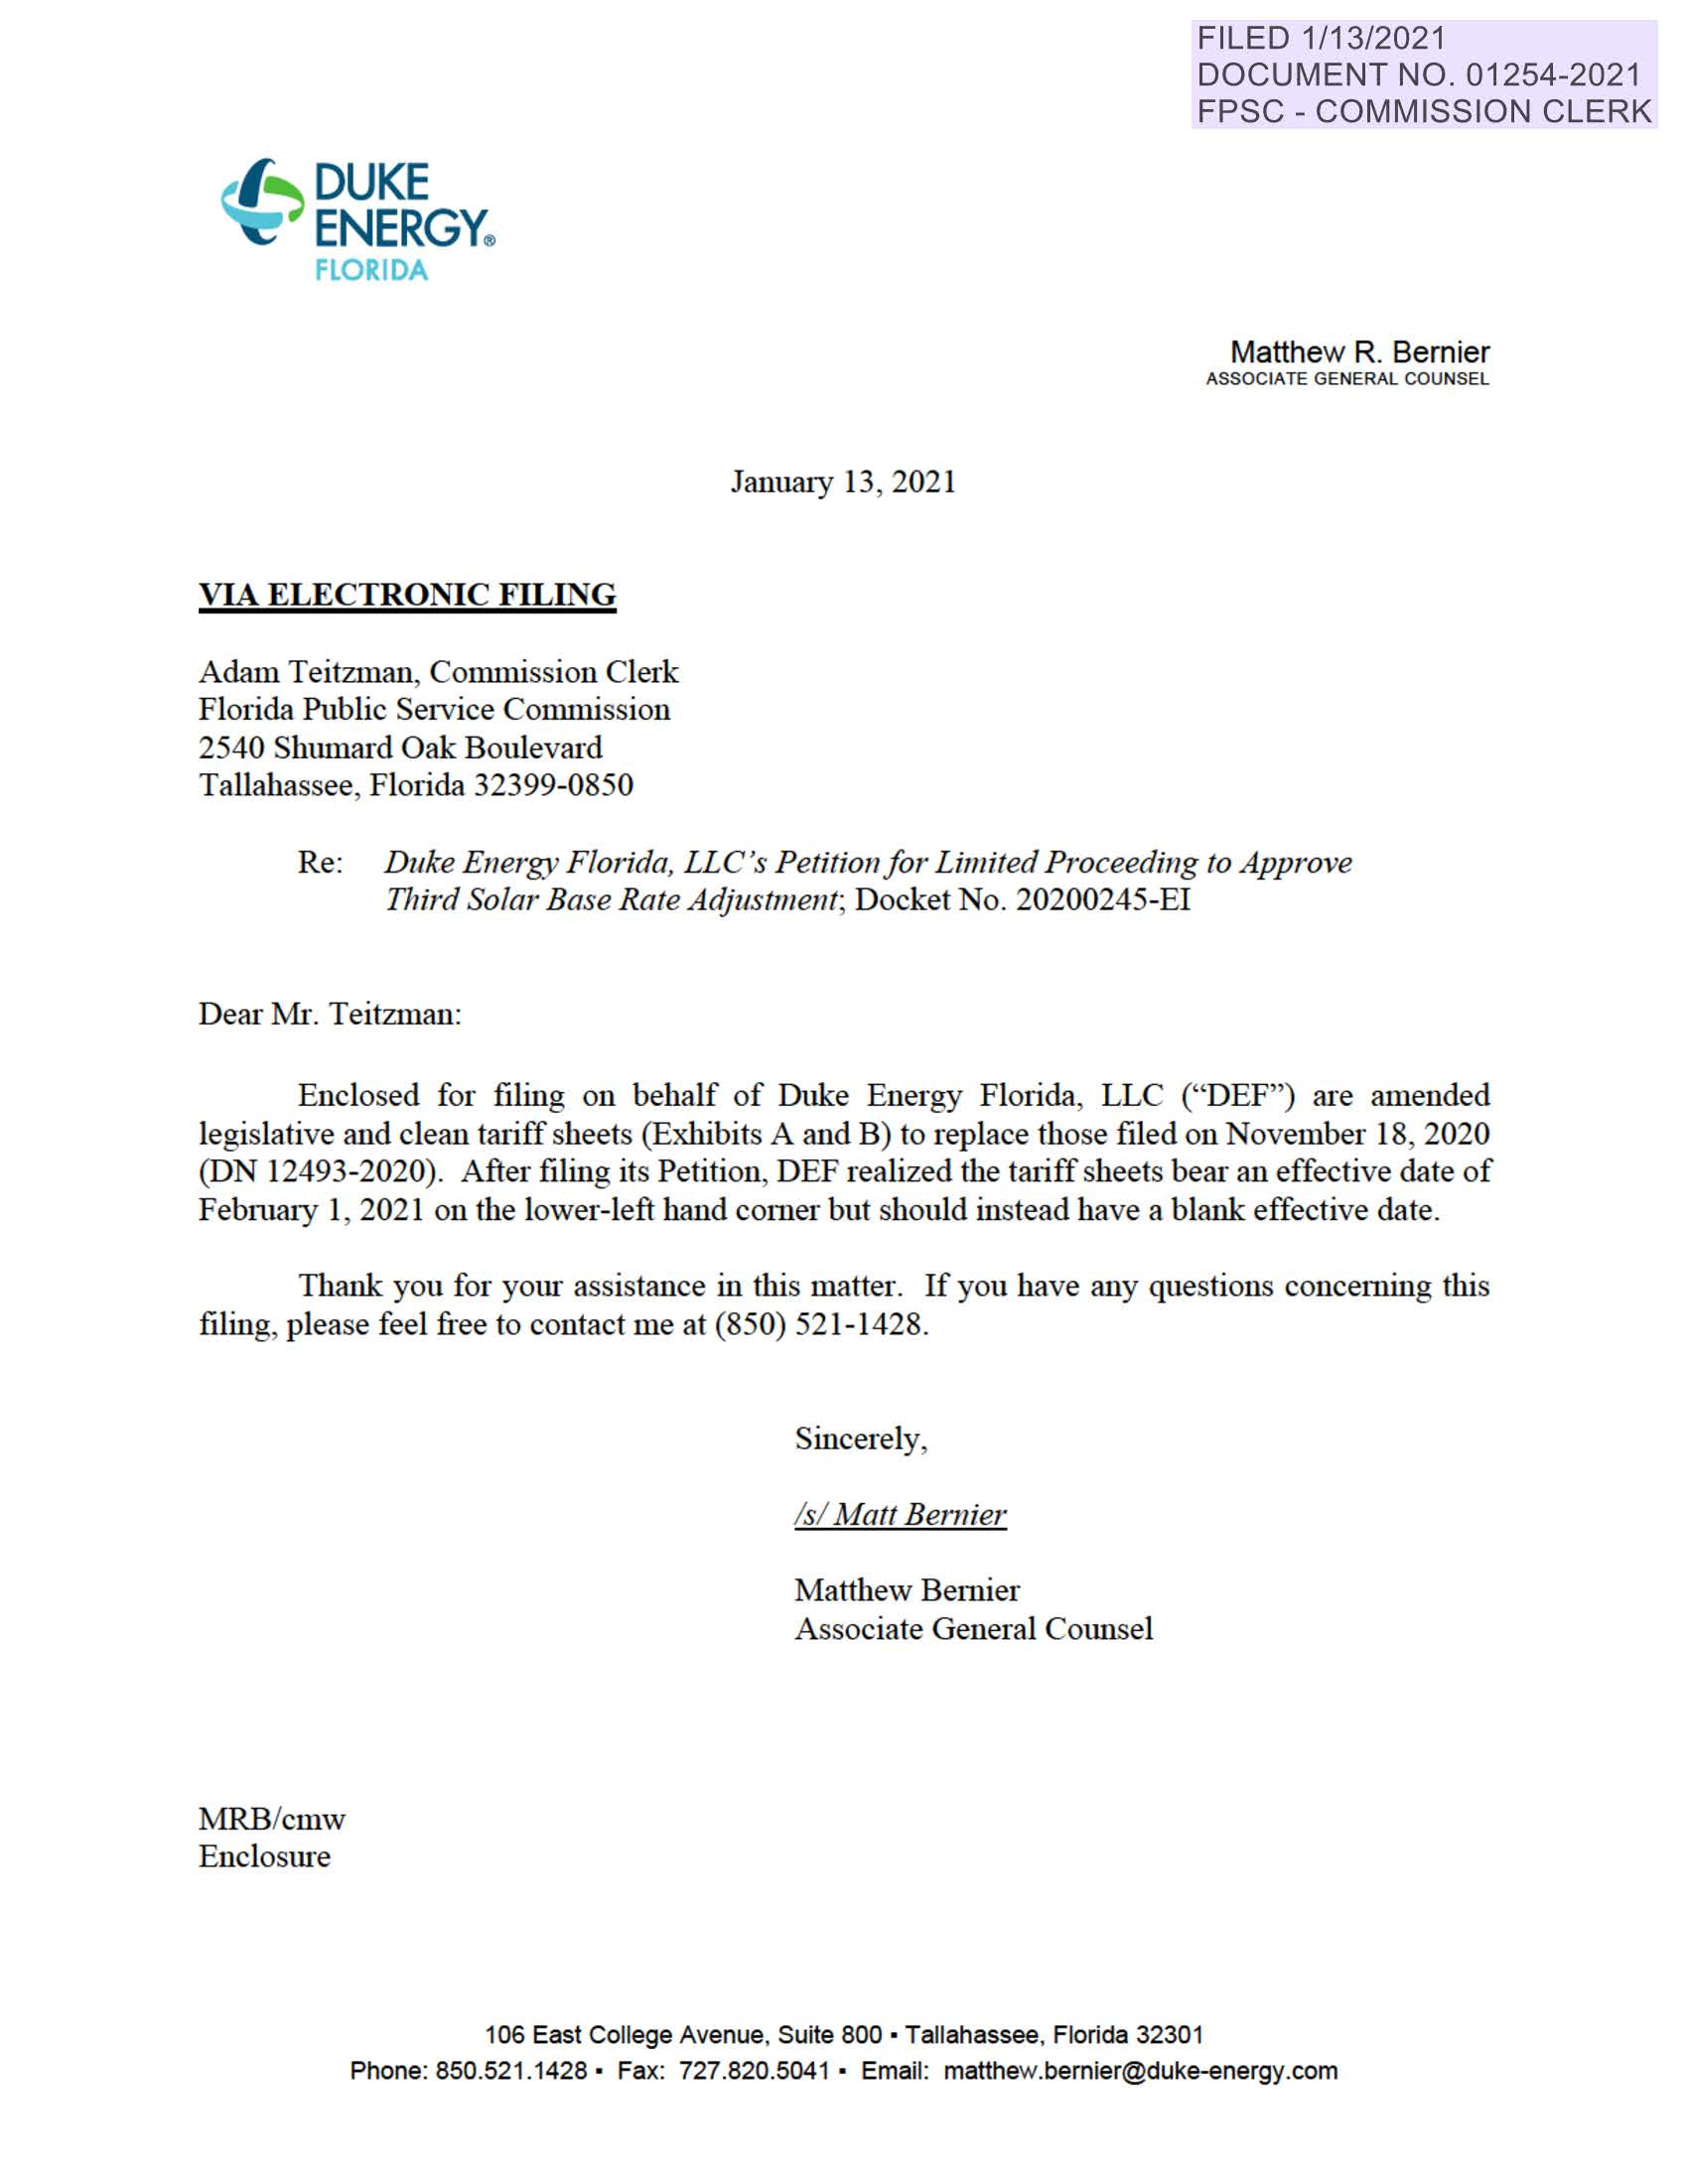 FILED 1/13/2021
DOCUMENT NO. 01254-2021
FPSC - COMMISSION CLERK
DUKE
ENERGY®
FLORIDA
Matthew R. Bernier
ASSOCIATE GENERAL COUNSEL
January 13, 2021
VIA ELECTRONIC FILING
Adam Teitzman, Commission Clerk
Florida Public Service Commission
2540 Shumard Oak Boulevard
Tallahassee, Florida 32399-0850
Re: Duke Energy Florida, LLC’s Petition for Limited Proceeding to Approve
Third Solar Base Rate Adjustment; Docket No. 20200245-EI
Dear Mr. Teitzman:
Enclosed for filing on behalf of Duke Energy Florida, LLC (“DEF”) are amended
legislative and clean tariff sheets (Exhibits A and B) to replace those filed on November 18, 2020
(DN 12493-2020). After filing its Petition, DEF realized the tariff sheets bear an effective date of
February 1, 2021 on the lower-left hand corner but should instead have a blank effective date.
Thank you for your assistance in this matter. If you have any questions concerning this
filing, please feel free to contact me at (850) 521-1428.
Sincerely,
/s/ Matt Bernier
Matthew Bernier
Associate General Counsel
MRB/cmw
Enclosure
106 East College Avenue, Suite 800 ▪ Tallahassee, Florida 32301
Phone: 850.521.1428 ▪ Fax: 727.820.5041 ▪ Email: matthew.bernier@duke-energy.com